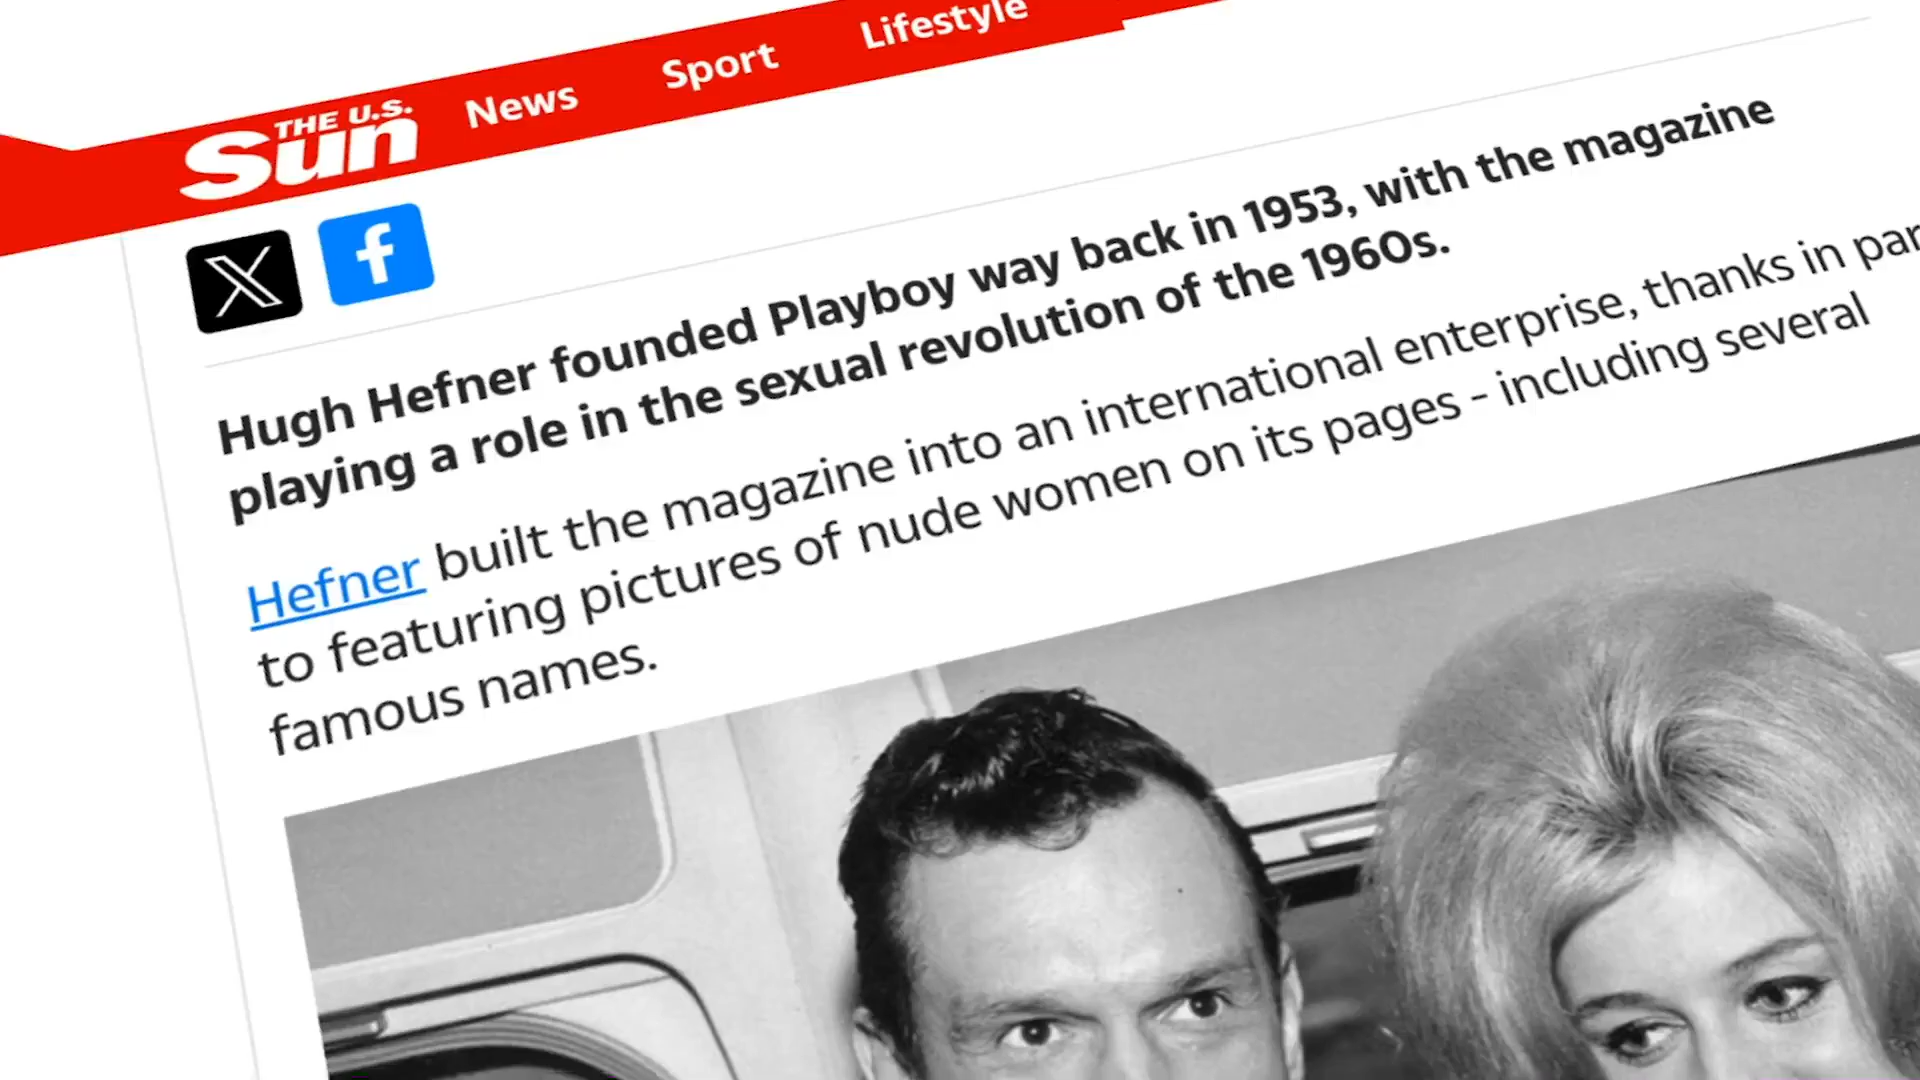 THE U.S.
Sun
News
Sport
Lifestyle
Hugh Hefner founded Playboy way back in 1953, with the magazine
playing a role in the sexual revolution of the 1960s.
Hefner built the magazine into an international enterprise, thanks in
to featuring pictures of nude women on its pages - including several
famous names.